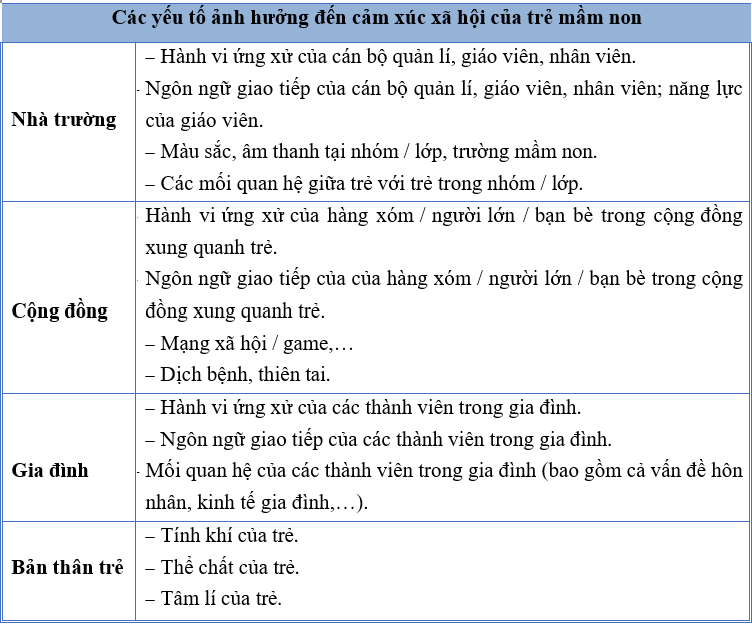 Các yếu tố ảnh hưởng đến cảm xúc xã hội của trẻ mầm non
Nhà trường
– Hành vi ứng xử của cán bộ quản lí, giáo viên, nhân viên.
- Ngôn ngữ giao tiếp của cán bộ quản lí, giáo viên, nhân viên; năng lực
của giáo viên.
– Màu sắc, âm thanh tại nhóm / lớp, trường mầm non.
– Các mối quan hệ giữa trẻ với trẻ trong nhóm / lớp.
Cộng đồng
- Hành vi ứng xử của hàng xóm / người lớn / bạn bè trong cộng đồng
xung quanh trẻ.
- Ngôn ngữ giao tiếp của của hàng xóm / người lớn / bạn bè trong cộng
đồng xung quanh trẻ.
– Mạng xã hội / game,…
– Dịch bệnh, thiên tai.
Gia đình
– Hành vi ứng xử của các thành viên trong gia đình.
– Ngôn ngữ giao tiếp của các thành viên trong gia đình.
- Mối quan hệ của các thành viên trong gia đình (bao gồm cả vấn đề hôn
nhân, kinh tế gia đình,…).
Bản thân trẻ
– Tính khí của trẻ.
– Thể chất của trẻ.
– Tâm lí của trẻ.